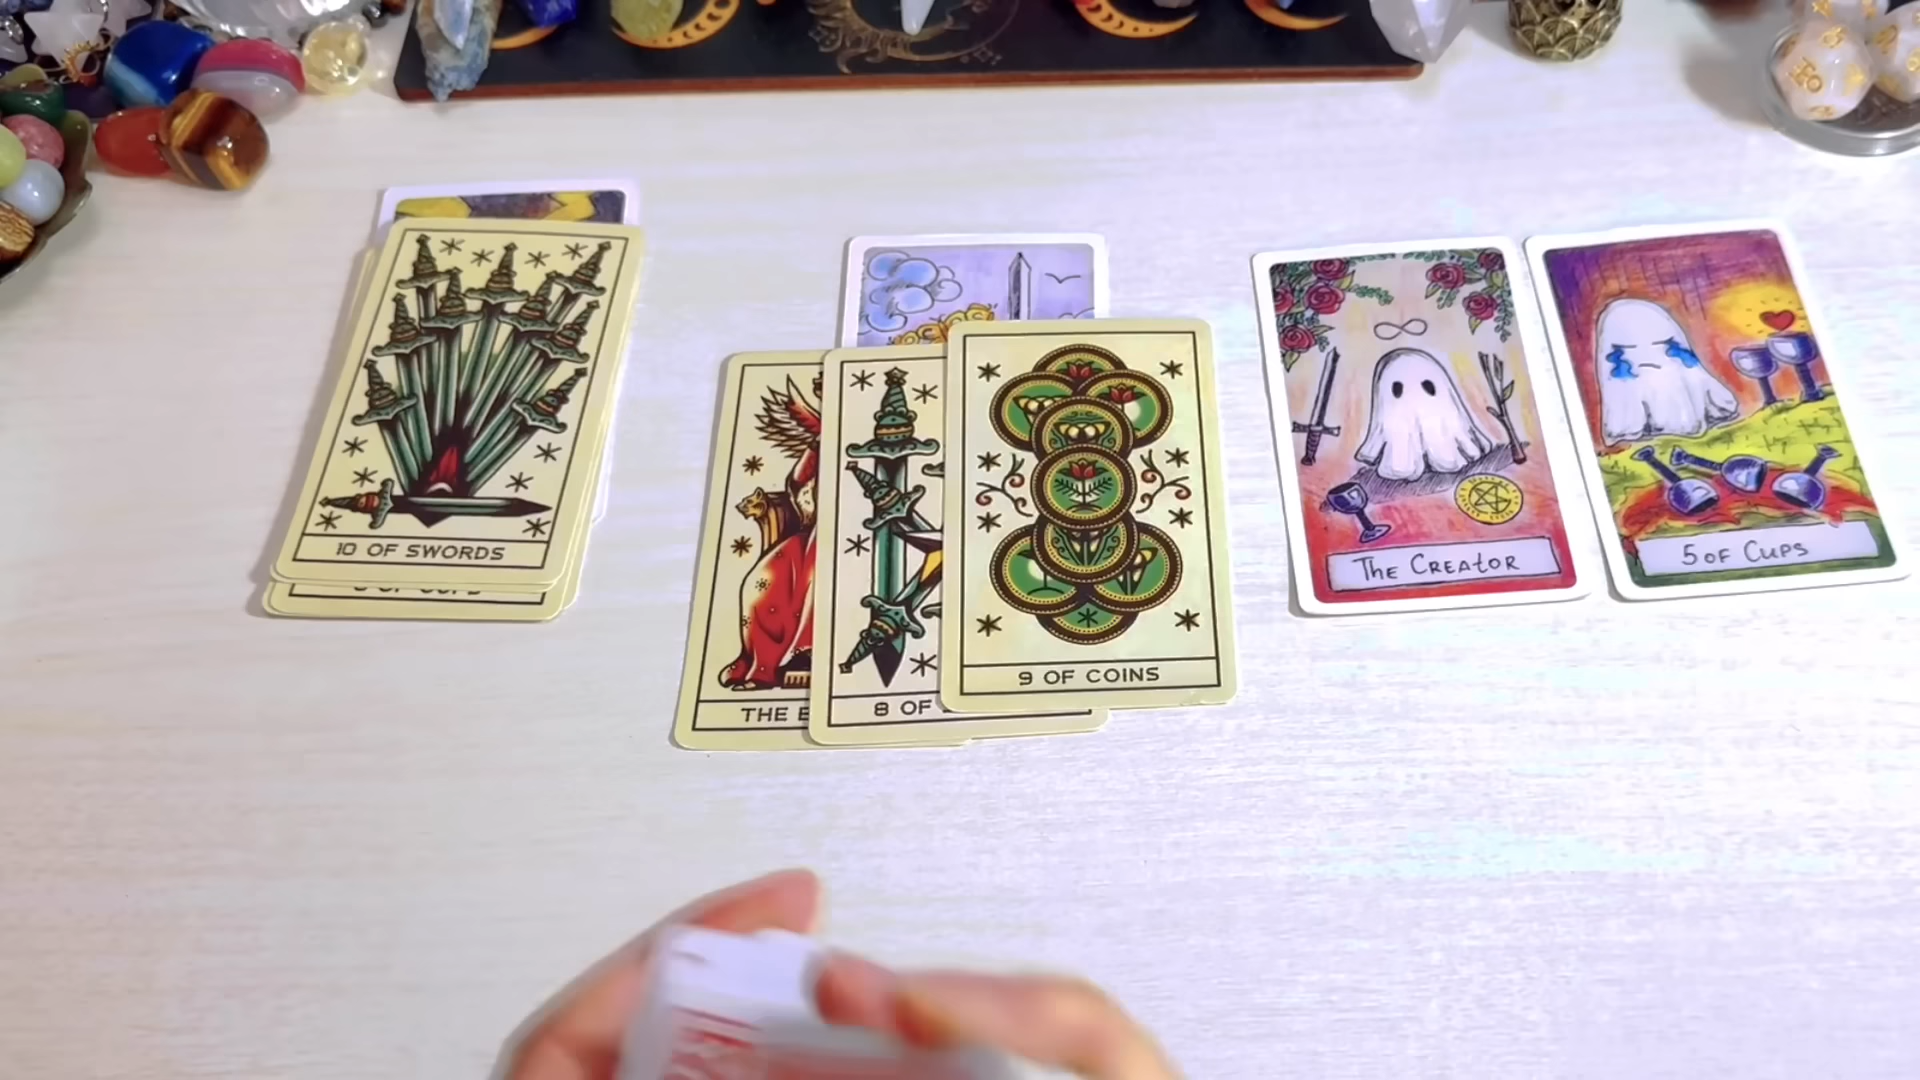 10 OF SWORDS
THE
8 OF
9 OF COINS
The Creator
5 of Cups